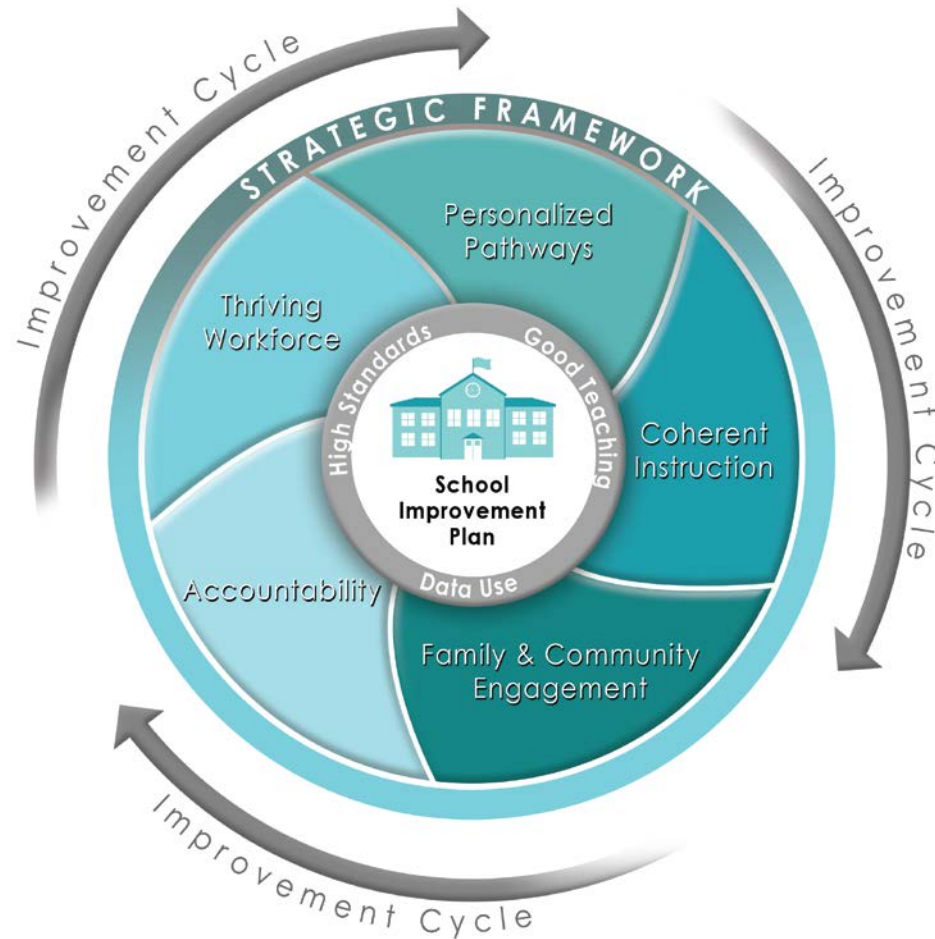 Improvement Cycle
Improvement Cycle
STRATEGIC FRAMEWORK
Personalized
Pathways
Thriving
Workforce
High Standards
Good Teaching
Coherent
Instruction
School
Improvement
Plan
Data Use
Accountability
Family & Community
Engagement
Improvement Cycle